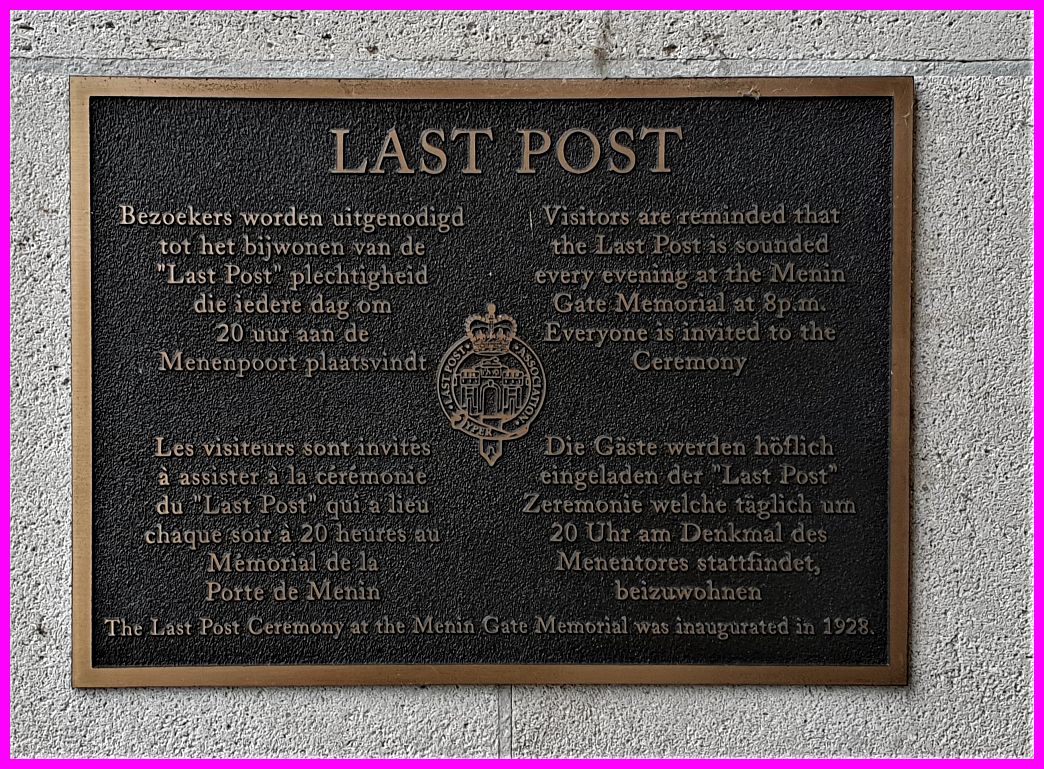 LAST POST
Bezoekers worden uitgenodigd
tot het bijwonen van de
"Last Post" plechtigheid
die iedere dag om
20 uur aan de
Menenpoort plaatsvindt
Visitors are reminded that
the Last Post is sounded
every evening at the Menin
Gate Memorial at 8p.m.
Everyone is invited to the
Ceremony
LAST POST ASSOCIATION
YPER
Les visiteurs sont invités
à assister à la cérémonie
du "Last Post" qui a lieu
chaque soir à 20 heures au
Mémorial de la
Porte de Menin
Die Gäste werden höflich
eingeladen der "Last Post"
Zeremonie welche täglich um
20 Uhr am Denkmal des
Menentores stattfindet,
beizuwohnen
The Last Post Ceremony at the Menin Gate Memorial was inaugurated in 1928.